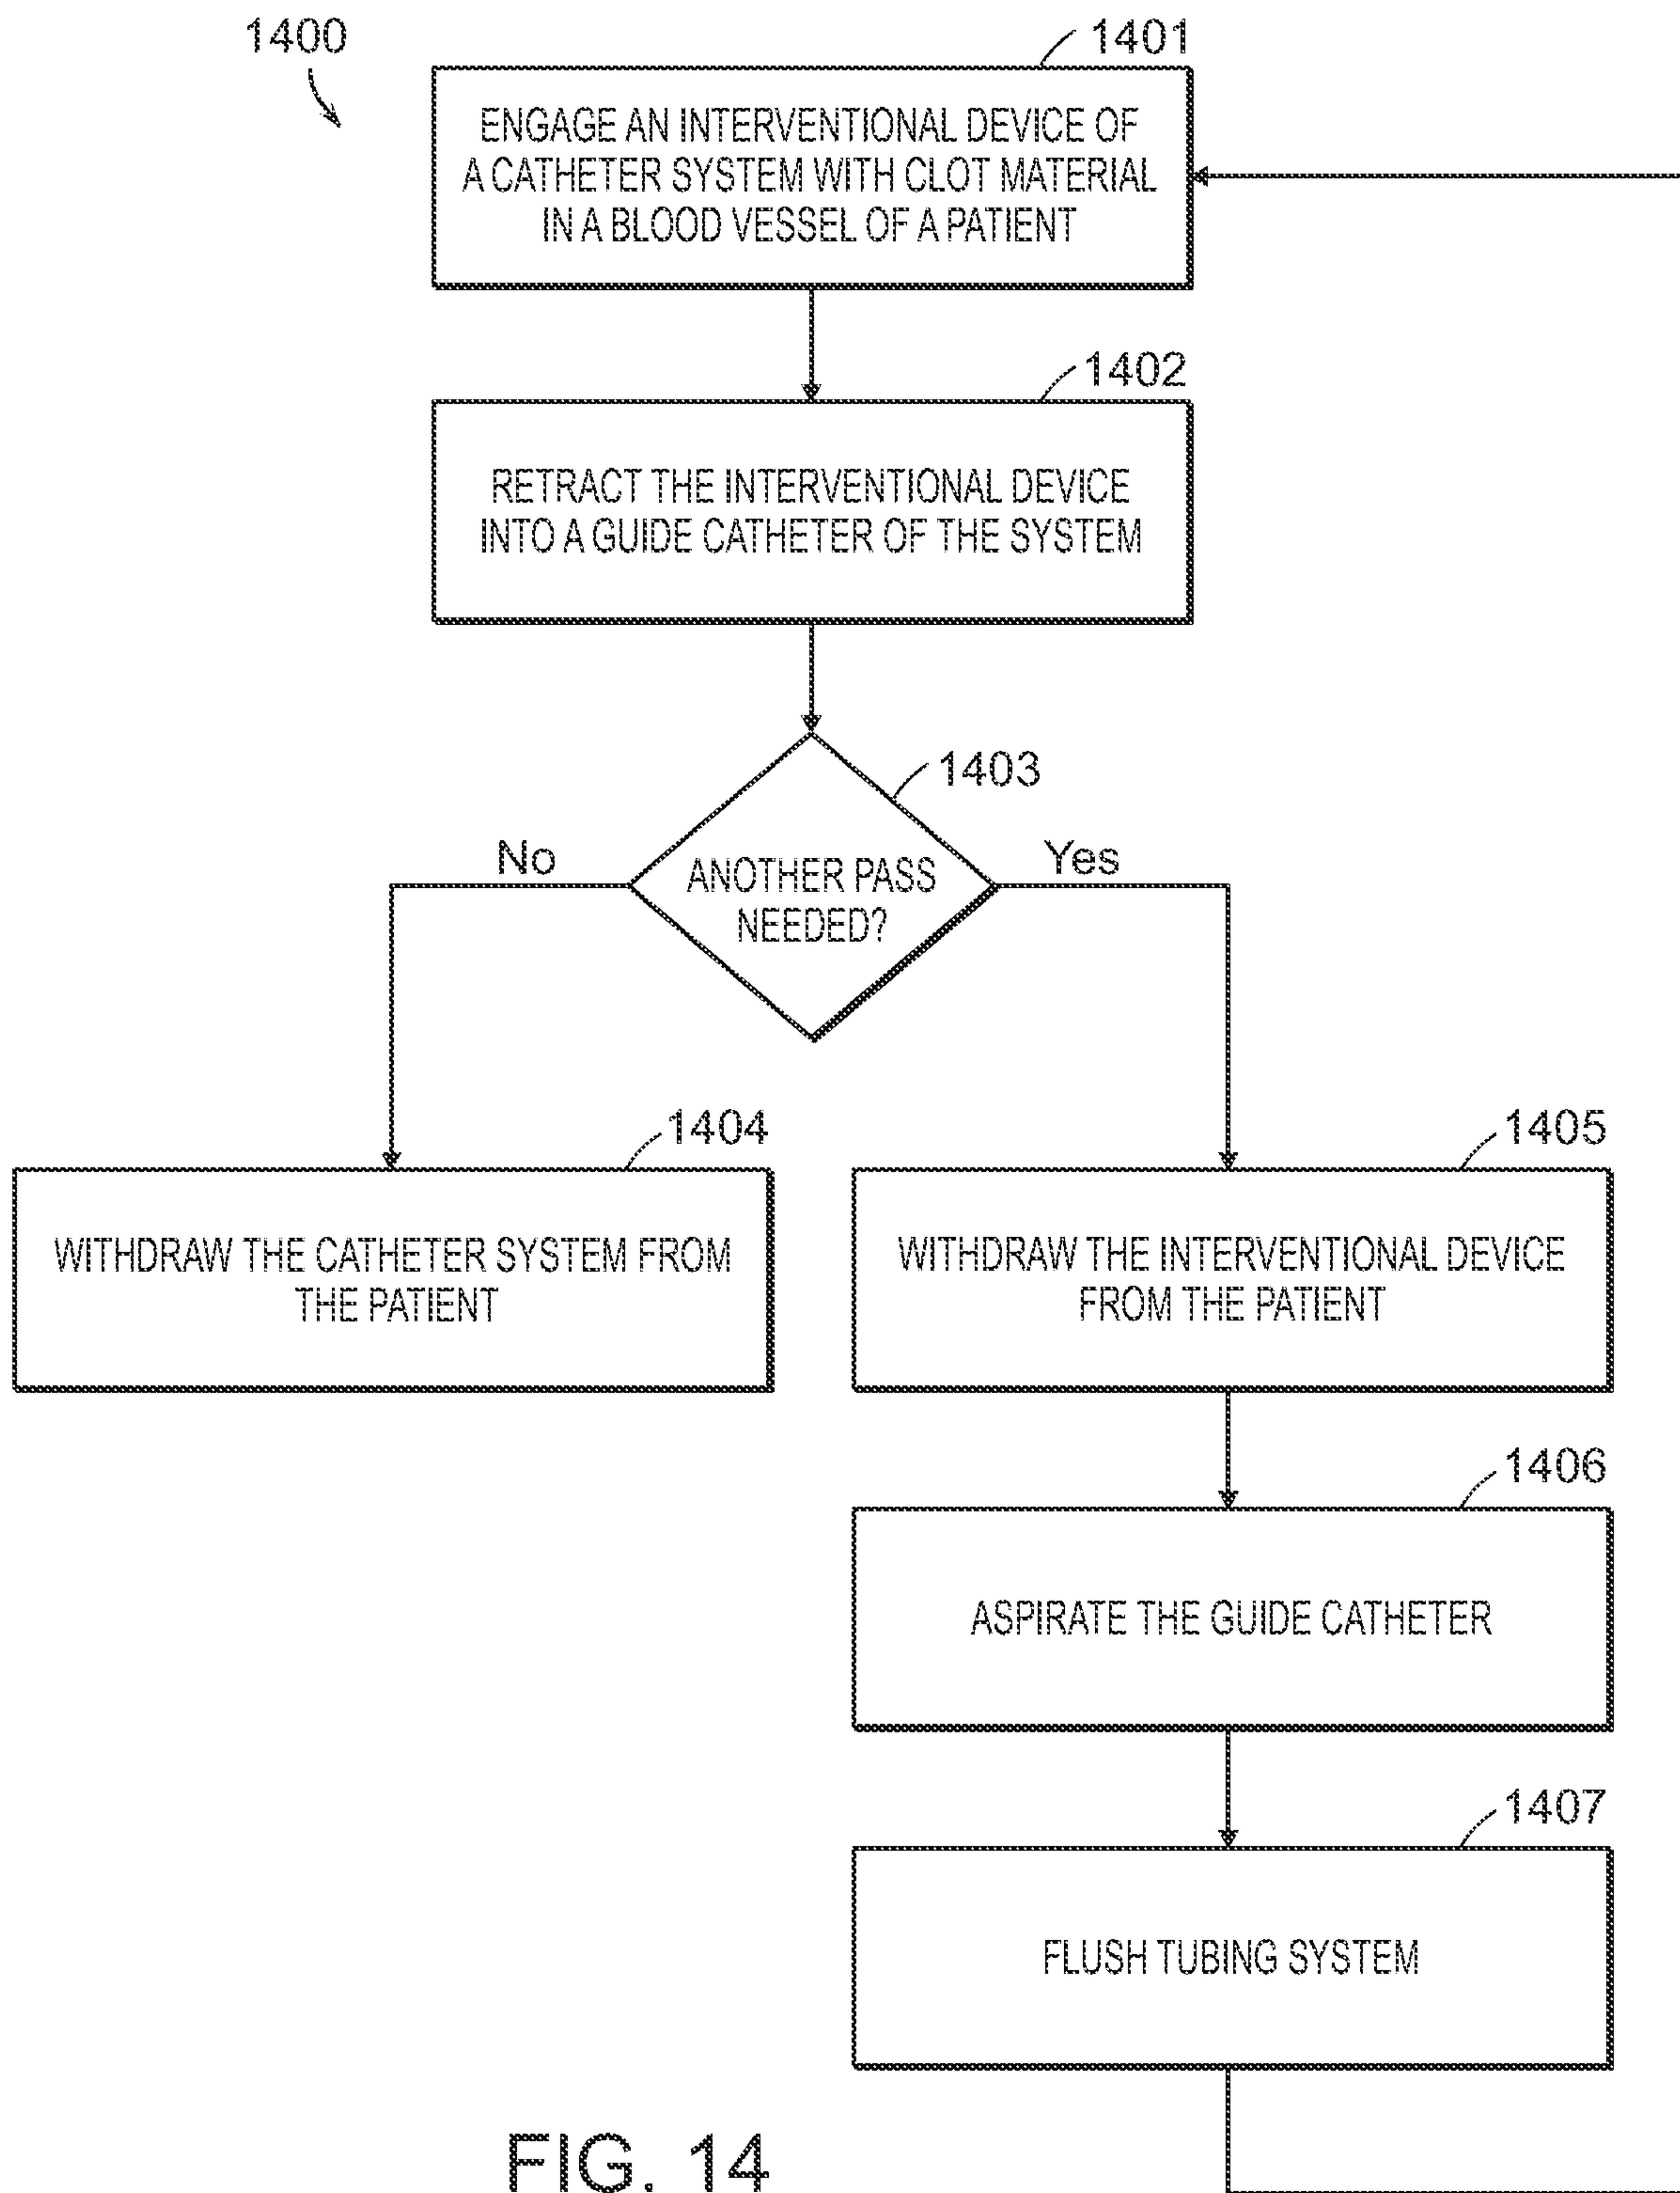 1400
1401
ENGAGE AN INTERVENTIONAL DEVICE OF
A CATHETER SYSTEM WITH CLOT MATERIAL
IN A BLOOD VESSEL OF A PATIENT
1402
RETRACT THE INTERVENTIONAL DEVICE
INTO A GUIDE CATHETER OF THE SYSTEM
1403
No
ANOTHER PASS
NEEDED?
Yes
1404
WITHDRAW THE CATHETER SYSTEM FROM
THE PATIENT
1405
WITHDRAW THE INTERVENTIONAL DEVICE
FROM THE PATIENT
1406
ASPIRATE THE GUIDE CATHETER
1407
FLUSH TUBING SYSTEM
FIG. 14